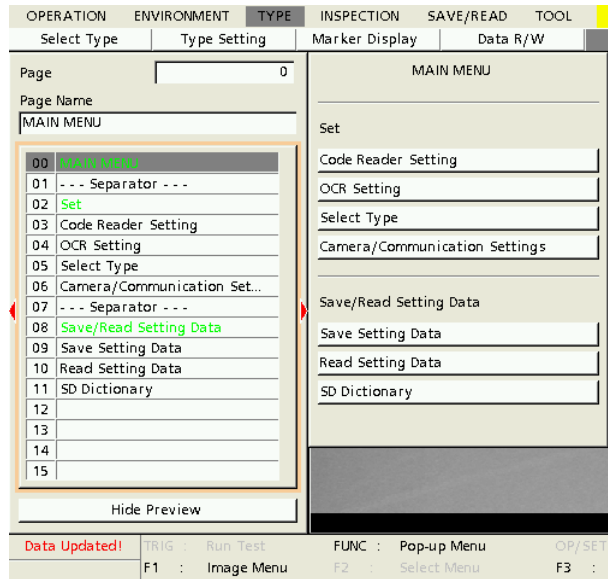 OPERATION ENVIRONMENT TYPE INSPECTION SAVE/READ TOOL
Select Type Type Setting Marker Display Data R/W
Page 0
Page Name
MAIN MENU
00 MAIN MENU
01 - - - Separator - - -
02 Set
03 Code Reader Setting
04 OCR Setting
05 Select Type
06 Camera/Communication Set...
07 - - - Separator - - -
08 Save/Read Setting Data
09 Save Setting Data
10 Read Setting Data
11 SD Dictionary
12
13
14
15
Hide Preview
MAIN MENU
Set
Code Reader Setting
OCR Setting
Select Type
Camera/Communication Settings
Save/Read Setting Data
Save Setting Data
Read Setting Data
SD Dictionary
Data Updated! TRIG : Run Test FUNC : Pop-up Menu OP/SET
F1 : Image Menu F2 : Select Menu F3 :